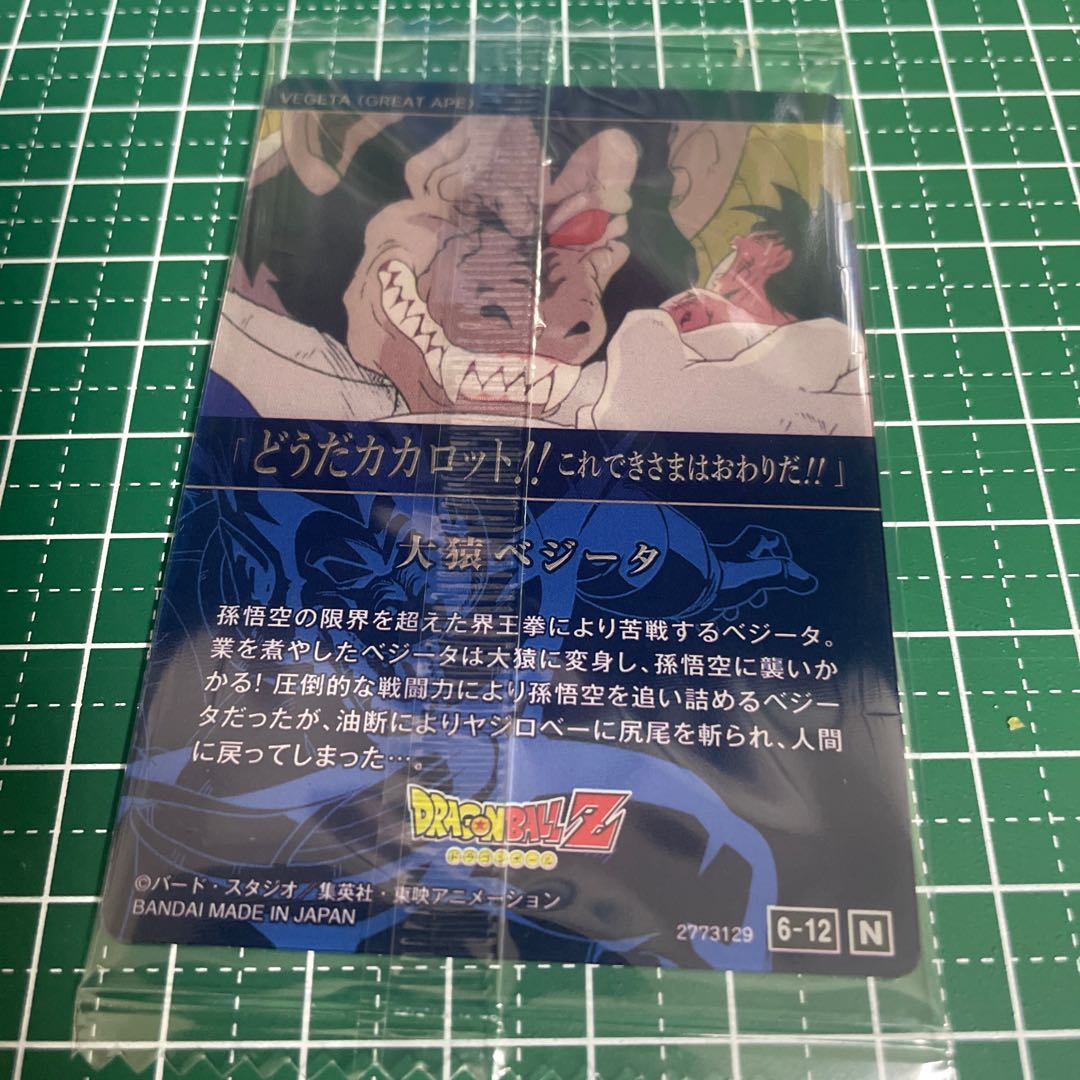 VEGETA (GREAT APE)
「どうだカカロット!! これできさまはおわりだ!!」
大猿ベジータ
孫悟空の限界を超えた界王拳により苦戦するベジータ。
業を煮やしたベジータは大猿に変身し、孫悟空に襲いか
かる! 圧倒的な戦闘力により孫悟空を追い詰めるベジー
タだったが、油断によりヤジロベーに尻尾を斬られ、人間
に戻ってしまった…。
DRAGONBALL Z
ドラゴンボール
©バード・スタジオ/集英社・東映アニメーション
BANDAI MADE IN JAPAN
2773129 6-12 N